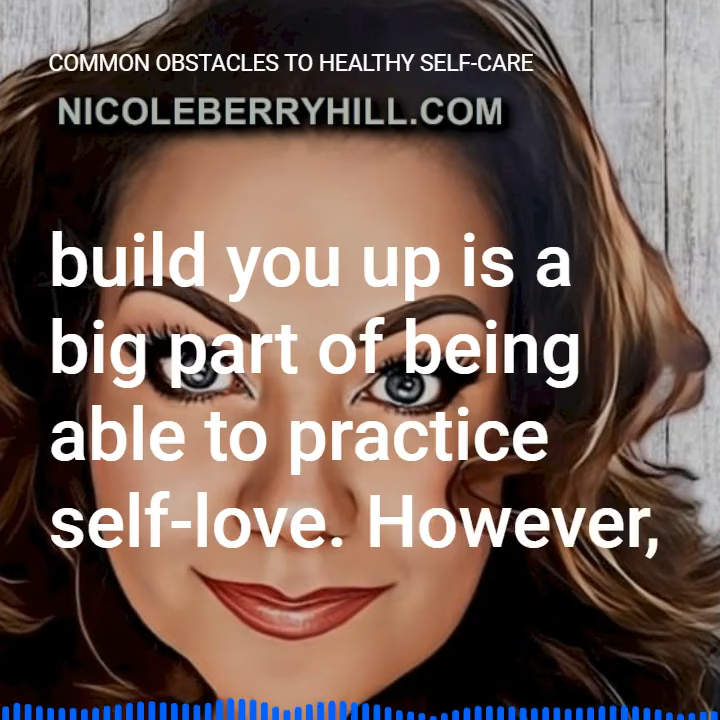 COMMON OBSTACLES TO HEALTHY SELF-CARE
NICOLEBERRYHILL.COM
build you up is a
big part of being
able to practice
self-love. However,